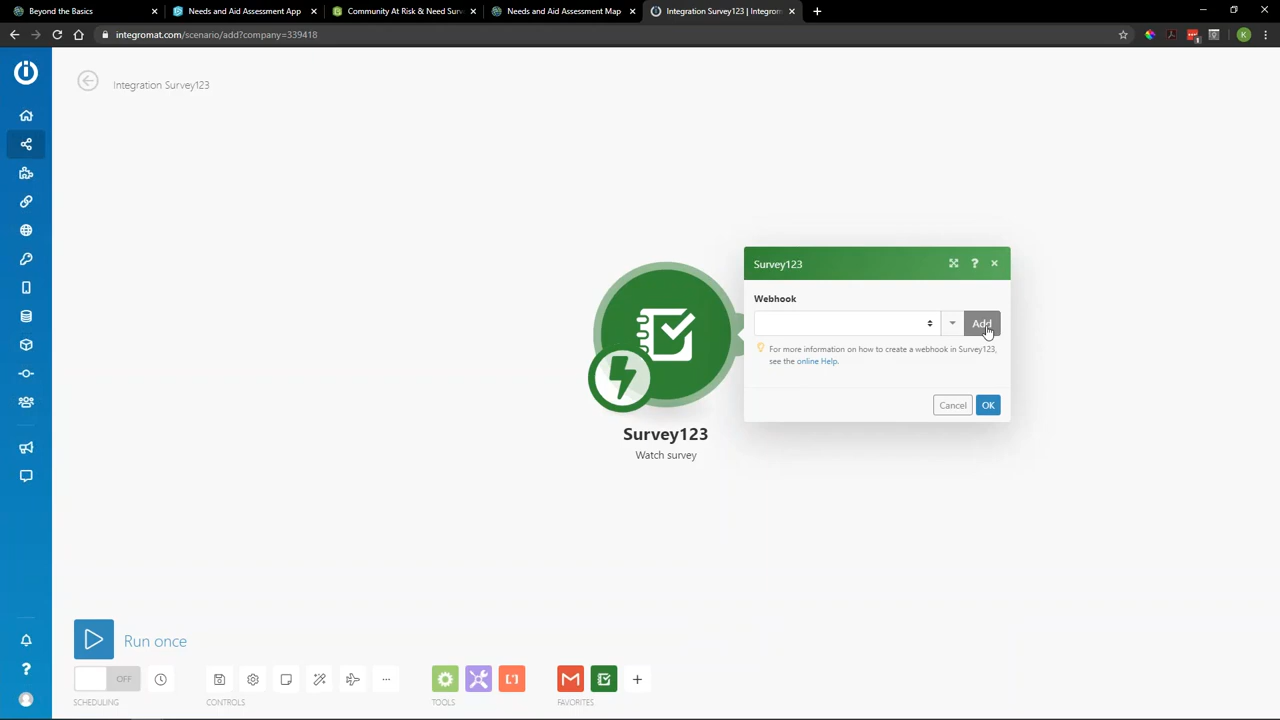 Beyond the Basics
Needs and Aid Assessment App
Community At Risk & Need Surv
Needs and Aid Assessment Map
Integration Survey123 | Integrom
integromat.com/scenario/add?company=339418
K
Integration Survey123
Survey123
Webhook
Add
For more information on how to create a webhook in Survey123,
see the online Help.
Cancel
OK
Survey123
Watch survey
Run once
OFF
SCHEDULING
CONTROLS
TOOLS
FAVORITES